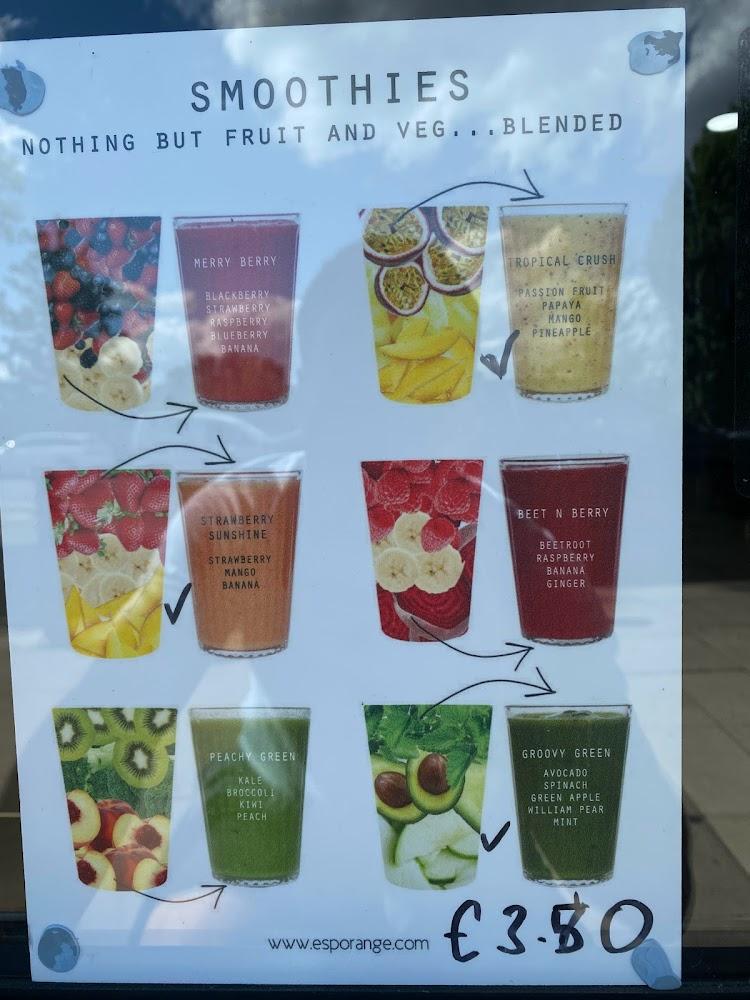 SMOOTHIES
NOTHING BUT FRUIT AND VEG...BLENDED
MERRY BERRY
BLACKBERRY
STRAWBERRY
RASPBERRY
BLUEBERRY
BANANA
TROPICAL CRUSH
PASSION FRUIT
PAPAYA
MANGO
PINEAPPLE
STRAWBERRY
SUNSHINE
STRAWBERRY
MANGO
BANANA
BEET N BERRY
BEETROOT
RASPBERRY
BANANA
GINGER
PEACHY GREEN
KALE
BROCCOLI
KIWI
PEACH
GROOVY GREEN
AVOCADO
SPINACH
GREEN APPLE
WILLIAM PEAR
MINT
www.esporange.com
£3.80